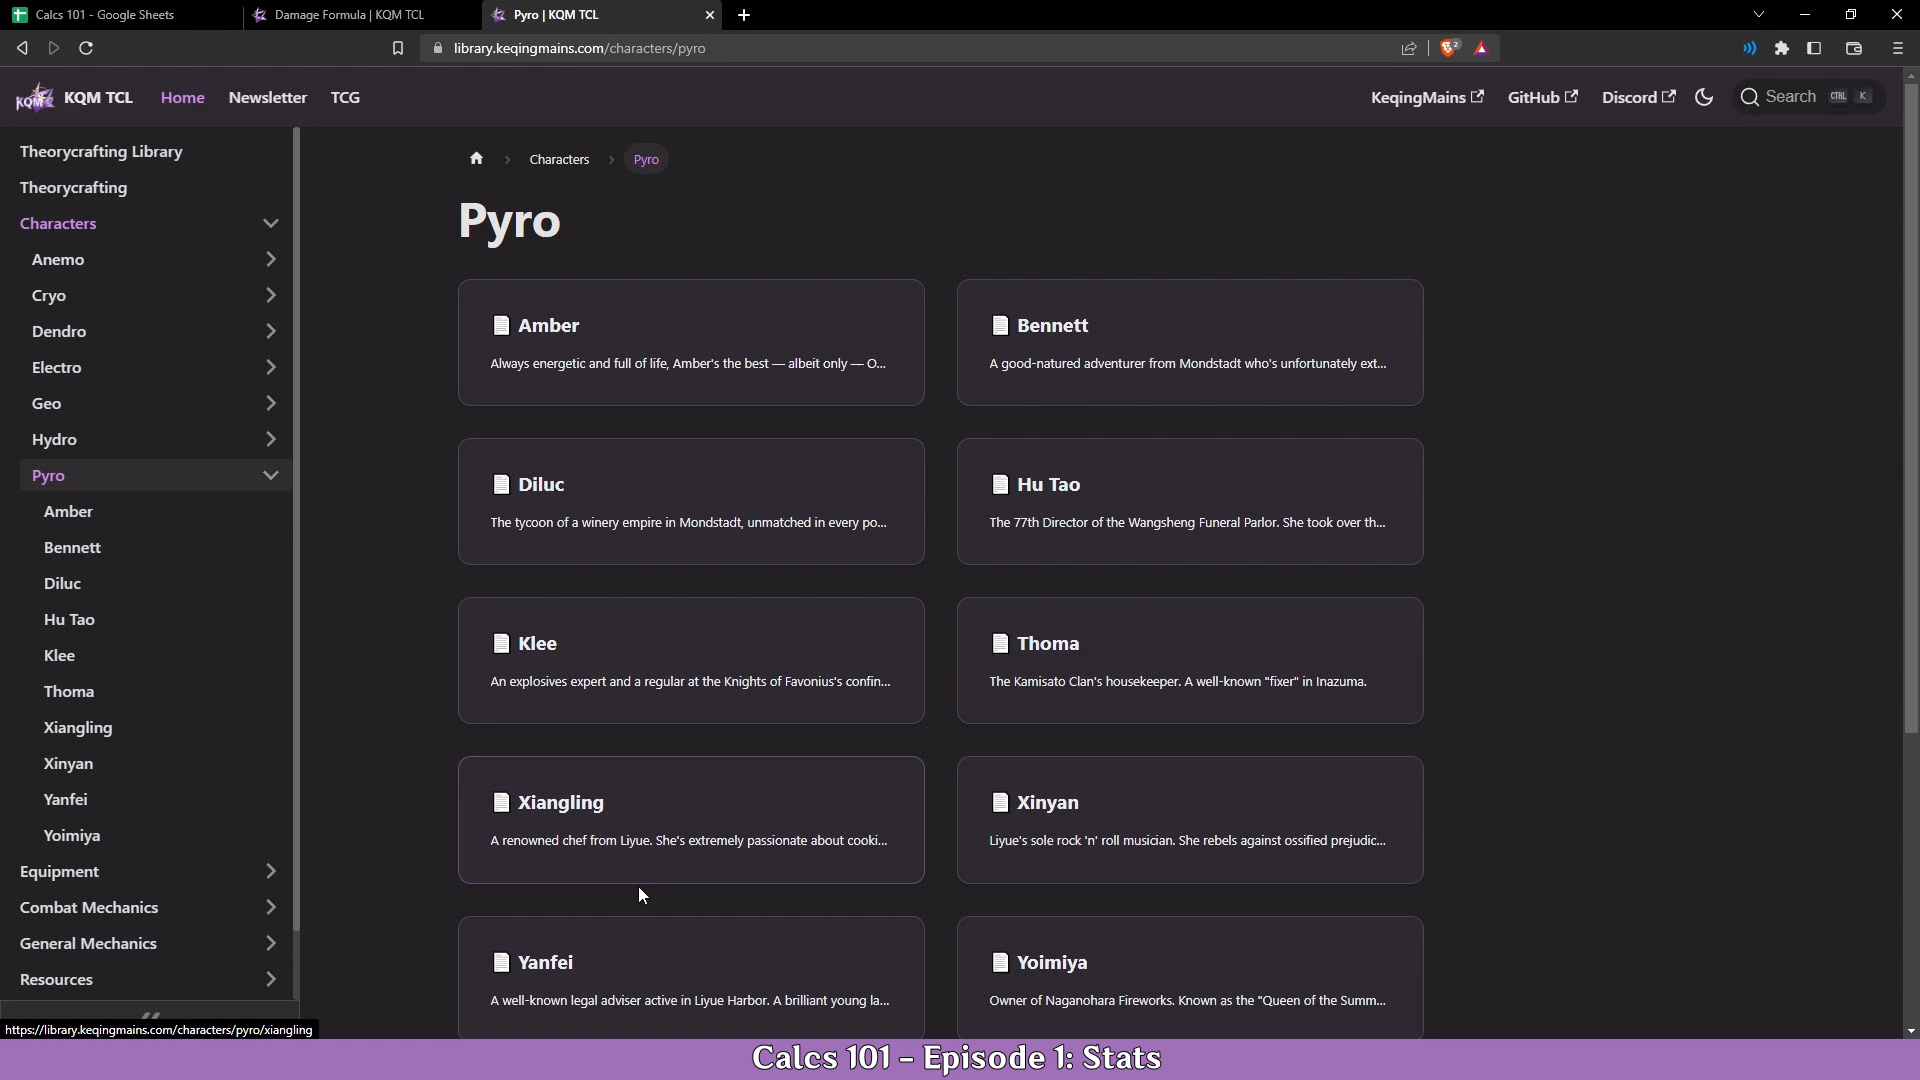 Calcs 101 - Google Sheets
Damage Formula | KQM TCL
Pyro | KQM TCL
library.keqingmains.com/characters/pyro
2
KQM
KQM TCL
Home
Newsletter
TCG
KeqingMains
GitHub
Discord
Search
CTRL
K
Theorycrafting Library
Theorycrafting
Characters
Anemo
Cryo
Dendro
Electro
Geo
Hydro
Pyro
Amber
Bennett
Diluc
Hu Tao
Klee
Thoma
Xiangling
Xinyan
Yanfei
Yoimiya
Equipment
Combat Mechanics
General Mechanics
Resources
https://library.keqingmains.com/characters/pyro/xiangling
Characters
Pyro
Pyro
Amber
Always energetic and full of life, Amber's the best — albeit only — O...
Bennett
A good-natured adventurer from Mondstadt who's unfortunately ext...
Diluc
The tycoon of a winery empire in Mondstadt, unmatched in every po...
Hu Tao
The 77th Director of the Wangsheng Funeral Parlor. She took over th...
Klee
An explosives expert and a regular at the Knights of Favonius's confin...
Thoma
The Kamisato Clan's housekeeper. A well-known "fixer" in Inazuma.
Xiangling
A renowned chef from Liyue. She's extremely passionate about cooki...
Xinyan
Liyue's sole rock 'n' roll musician. She rebels against ossified prejudic...
Yanfei
A well-known legal adviser active in Liyue Harbor. A brilliant young la...
Yoimiya
Owner of Naganohara Fireworks. Known as the "Queen of the Summ...
Calcs 101 - Episode 1: Stats